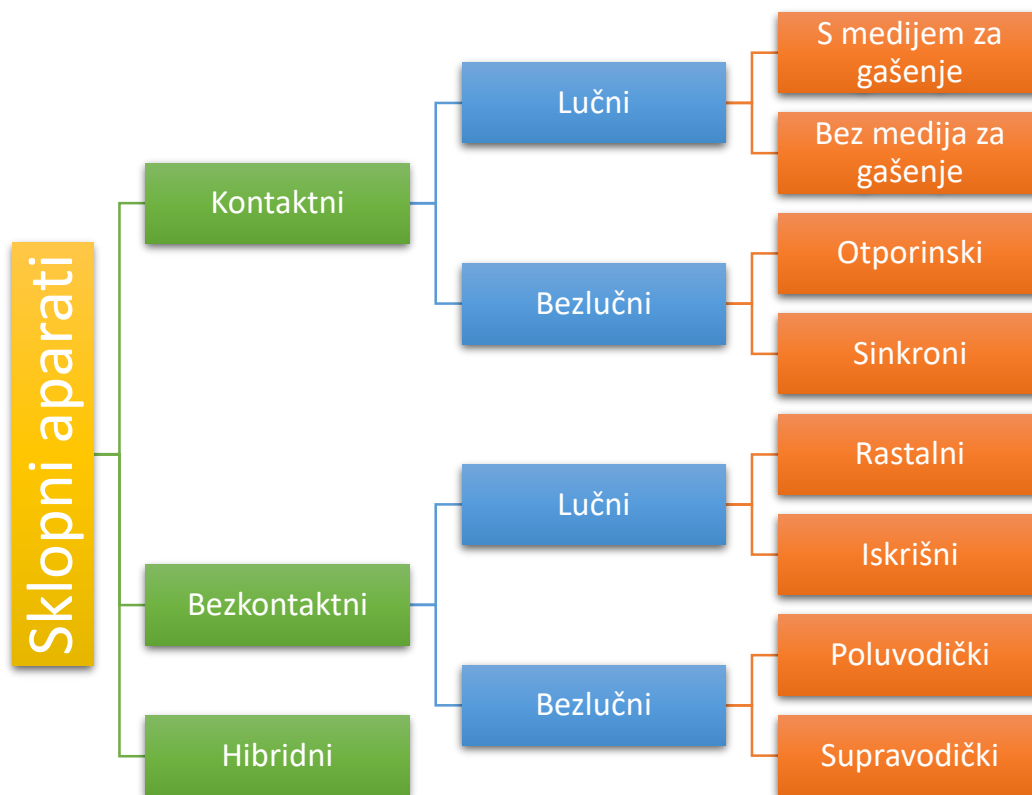 Sklopni aparati
Kontaktni
Lučni
S medijem za
gašenje
Bez medija za
gašenje
Bezlučni
Otporinski
Sinkroni
Bezkontaktni
Lučni
Rastalni
Iskrišni
Bezlučni
Poluvodički
Supravodički
Hibridni